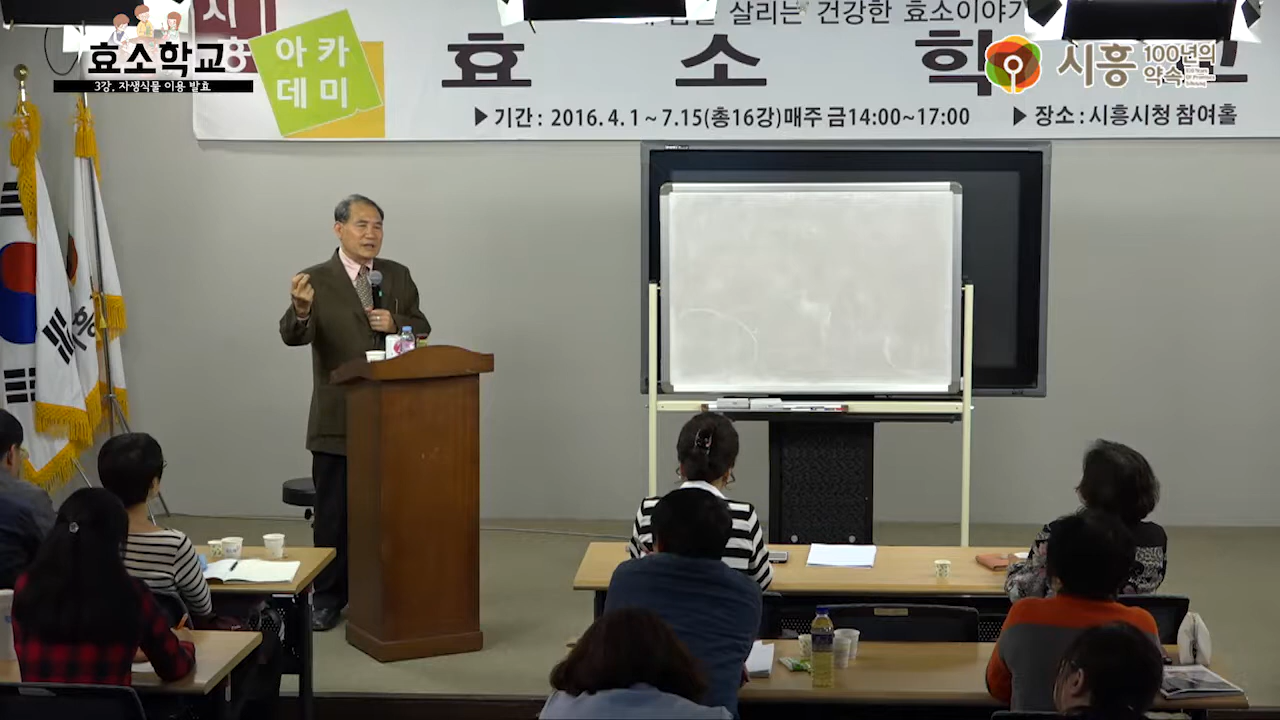 살리는 건강한 효소이야기
효소학교
▶기간 : 2016. 4. 1 ~ 7.15(총16강) 매주 금14:00~17:00 ▶장소 : 시흥시청 참여홀
아카
데미
시
효소학교
3강. 자생식물 이용 발효
시흥 100년의
약속